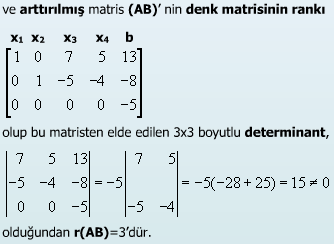 ve arttırılmış matris (AB)' nin denk matrisinin rankı
x1 x2 x3 x4 b
1 0 7 5 13
0 1 -5 -4 -8
0 0 0 0 -5
olup bu matristen elde edilen 3x3 boyutlu determinant,
| 7 5 13| | 7 5|
|-5 -4 -8| = -5| | = -5(-28 + 25) = 15 ≠ 0
| 0 0 -5| |-5 -4|
olduğundan r(AB)=3'dür.